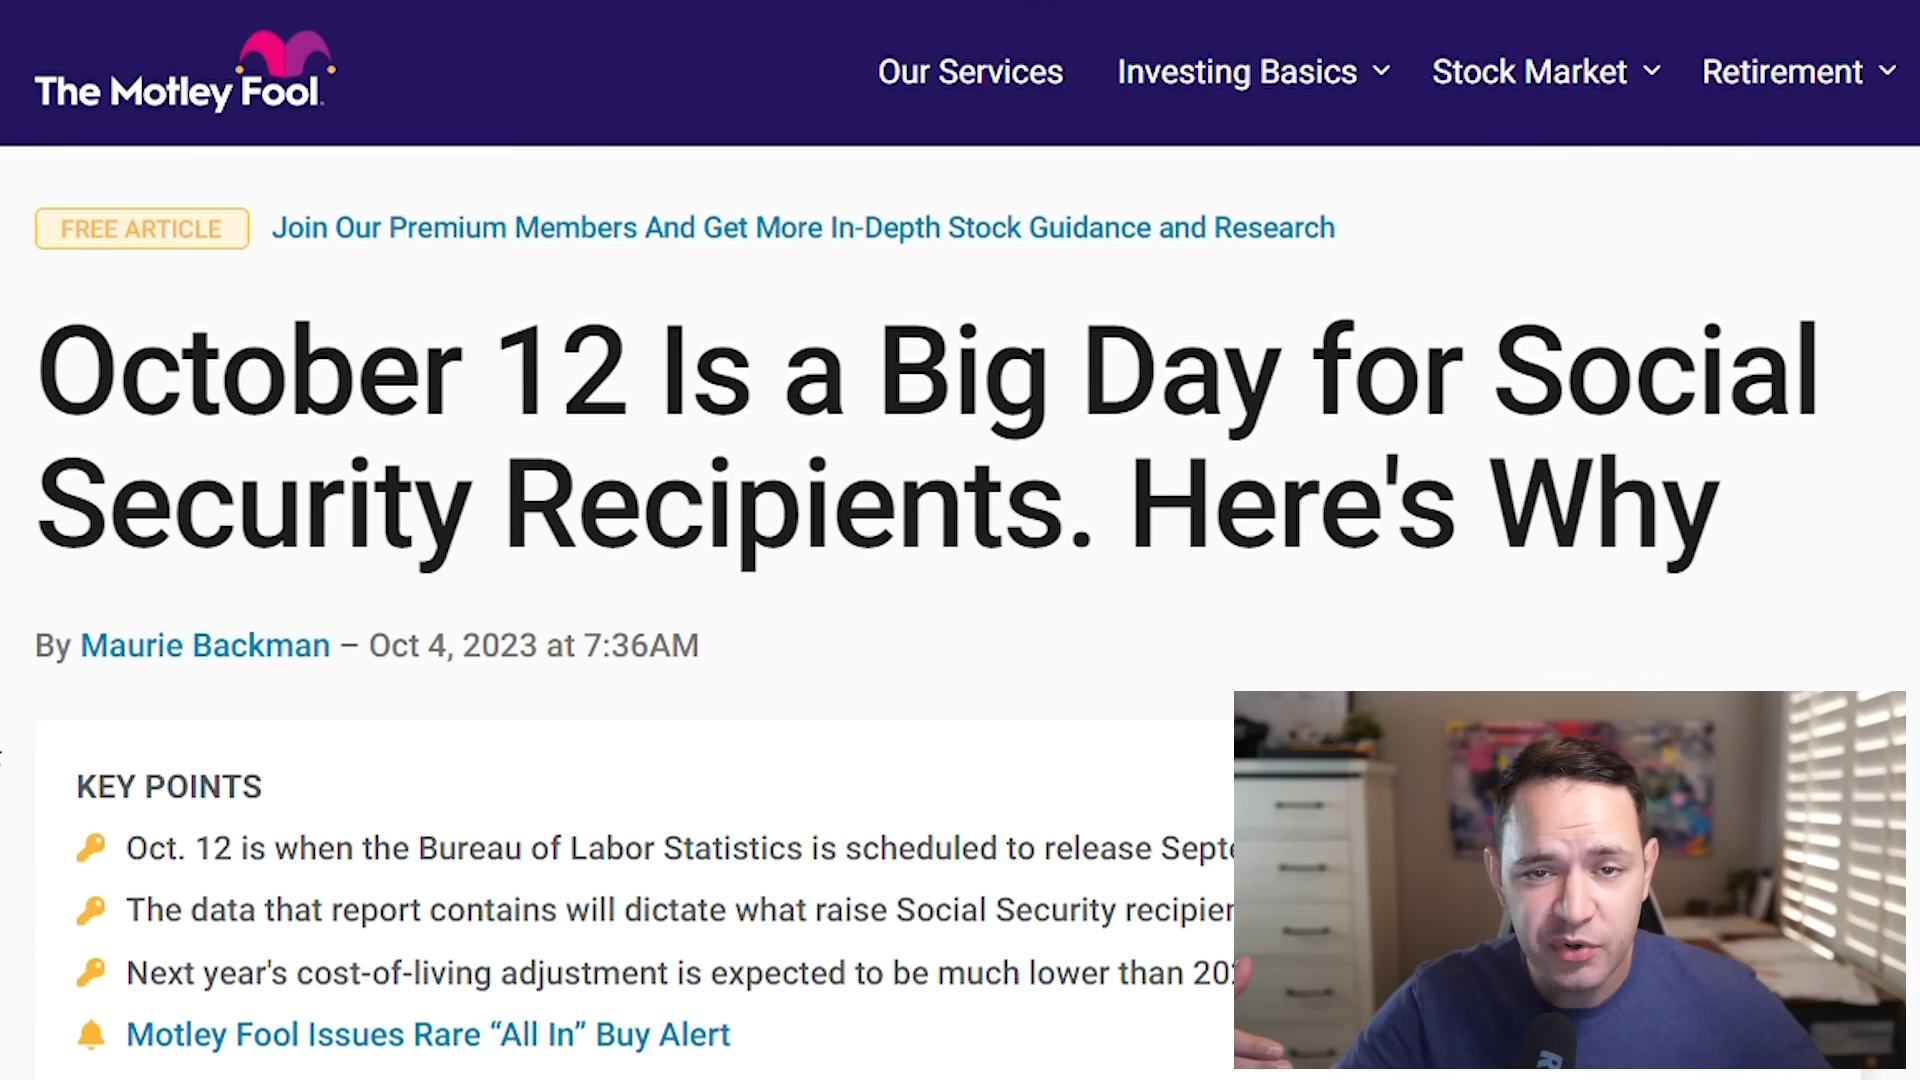 The Motley Fool.
Our Services Investing Basics Stock Market Retirement
FREE ARTICLE Join Our Premium Members And Get More In-Depth Stock Guidance and Research
October 12 Is a Big Day for Social
Security Recipients. Here's Why
By Maurie Backman – Oct 4, 2023 at 7:36AM
KEY POINTS
Oct. 12 is when the Bureau of Labor Statistics is scheduled to release
The data that report contains will dictate what raise Social Security
Next year's cost-of-living adjustment is expected to be much lower than
Motley Fool Issues Rare “All In” Buy Alert